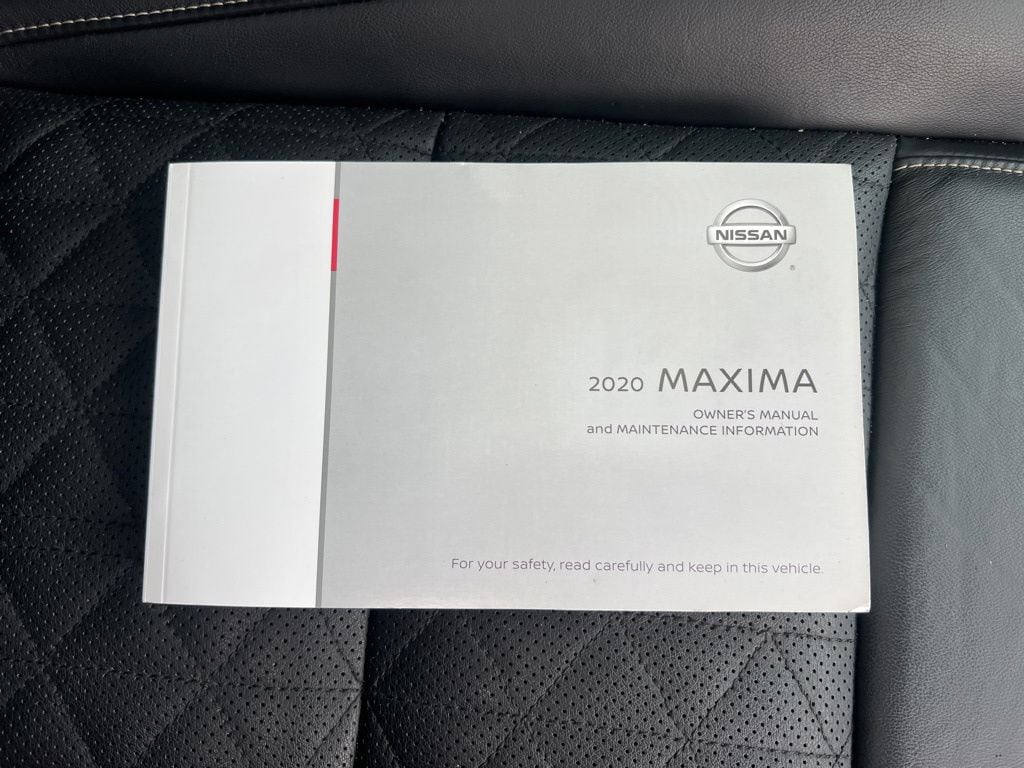 NISSAN
2020 MAXIMA
OWNER'S MANUAL
and MAINTENANCE INFORMATION
For your safety, read carefully and keep in this vehicle.